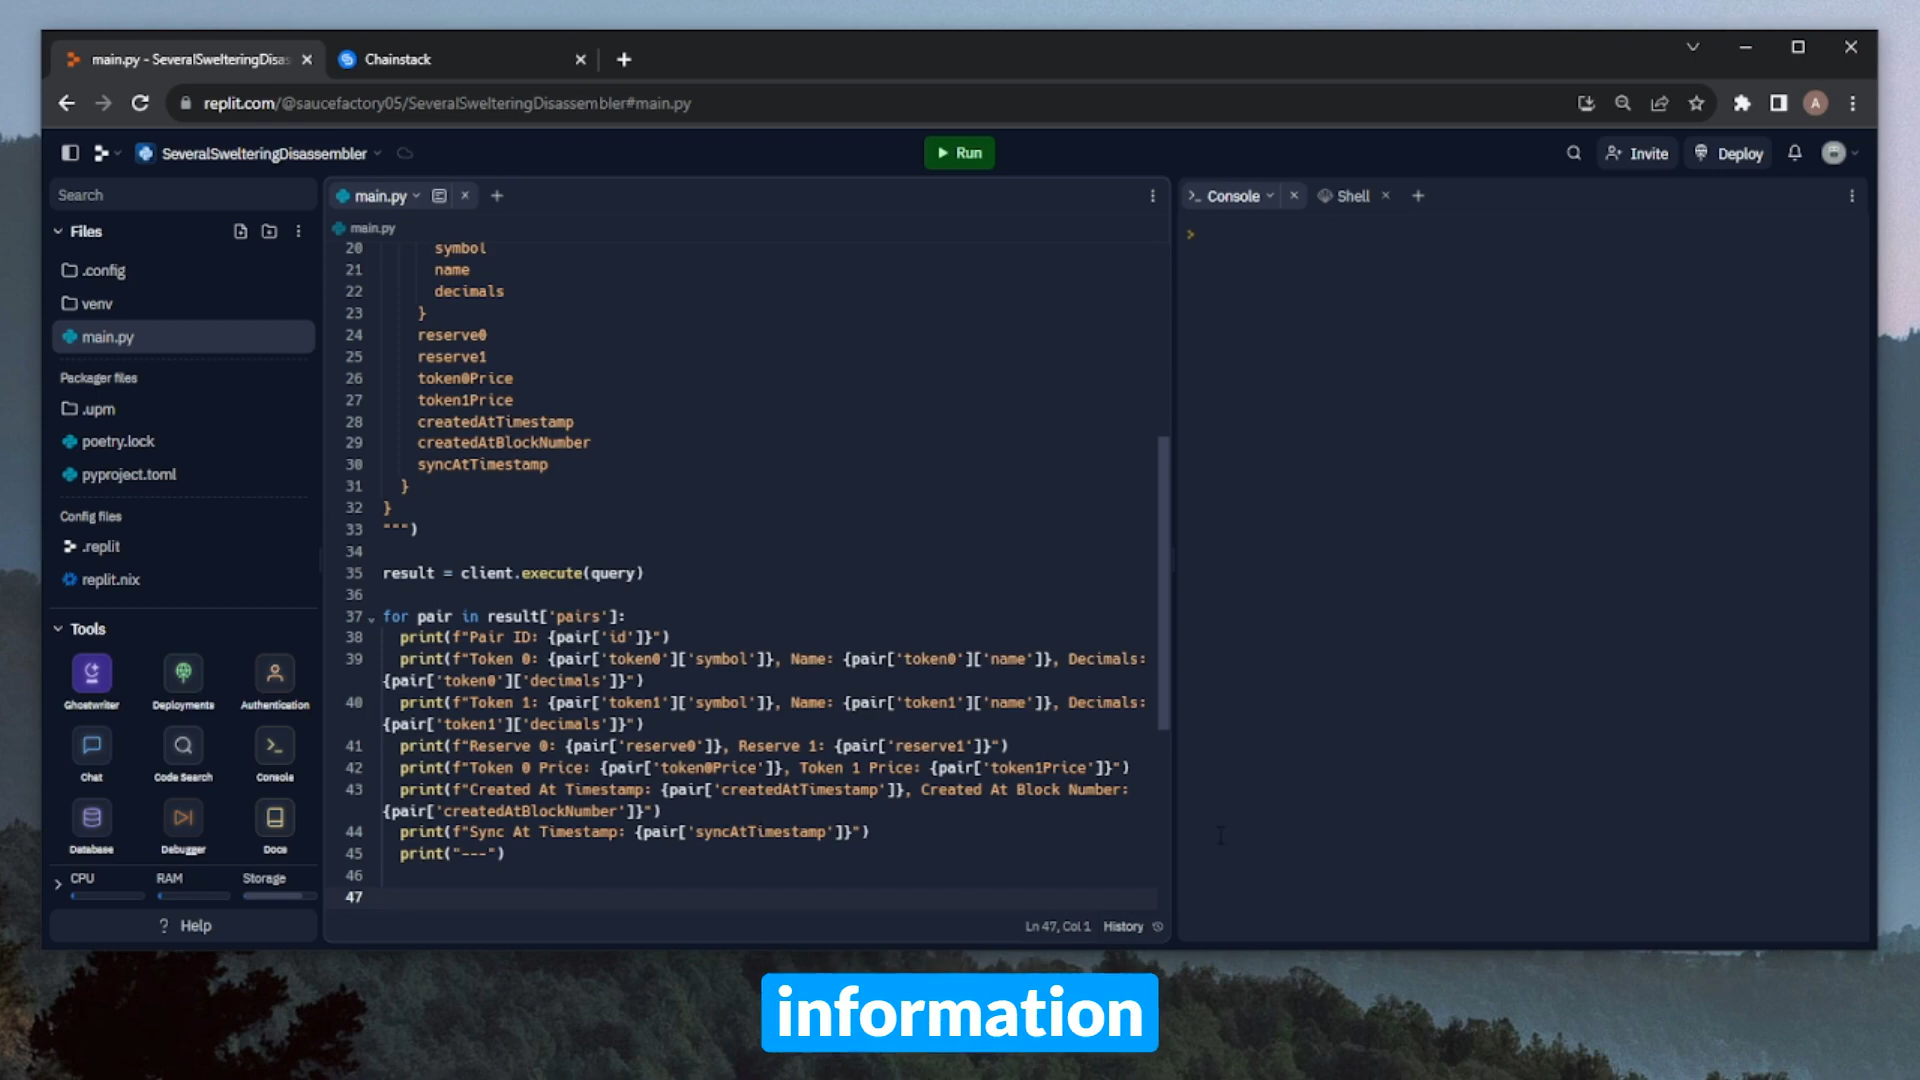 main.py - SeveralSwelteringDisas
Chainstack
replit.com/@saucefactory05/SeveralSwelteringDisassembler#main.py
A
SeveralSwelteringDisassembler
Run
Invite
Deploy
Search
Files
.config
venv
main.py
Packager files
.upm
poetry.lock
pyproject.toml
Config files
.replit
replit.nix
Tools
Ghostwriter
Deployments
Authentication
Chat
Code Search
Console
Database
Debugger
Docs
CPU
RAM
Storage
? Help
main.py
main.py
20 symbol
21 name
22 decimals
23 }
24 reserve0
25 reserve1
26 token0Price
27 token1Price
28 createdAtTimestamp
29 createdAtBlockNumber
30 syncAtTimestamp
31 }
32 }
33 """)
34
35 result = client.execute(query)
36
37 for pair in result['pairs']:
38 print(f"Pair ID: {pair['id']}")
39 print(f"Token 0: {pair['token0']['symbol']}, Name: {pair['token0']['name']}, Decimals:
{pair['token0']['decimals']}")
40 print(f"Token 1: {pair['token1']['symbol']}, Name: {pair['token1']['name']}, Decimals:
{pair['token1']['decimals']}")
41 print(f"Reserve 0: {pair['reserve0']}, Reserve 1: {pair['reserve1']}")
42 print(f"Token 0 Price: {pair['token0Price']}, Token 1 Price: {pair['token1Price']}")
43 print(f"Created At Timestamp: {pair['createdAtTimestamp']}, Created At Block Number:
{pair['createdAtBlockNumber']}")
44 print(f"Sync At Timestamp: {pair['syncAtTimestamp']}")
45 print("---")
46
47
Ln 47, Col 1 History
Console
Shell
>
information